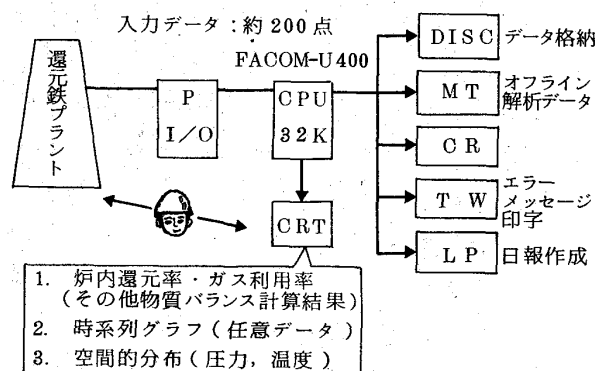 入力データ：約200点
FACOM-U400
還元鉄プラント
P
I/O
CPU
32K
DISC
データ格納
MT
オフライン
解析データ
CR
TW
エラー
メッセージ
印字
LP
日報作成
CRT
1. 炉内還元率・ガス利用率
（その他物質バランス計算結果）
2. 時系列グラフ（任意データ）
3. 空間的分布（圧力，温度）